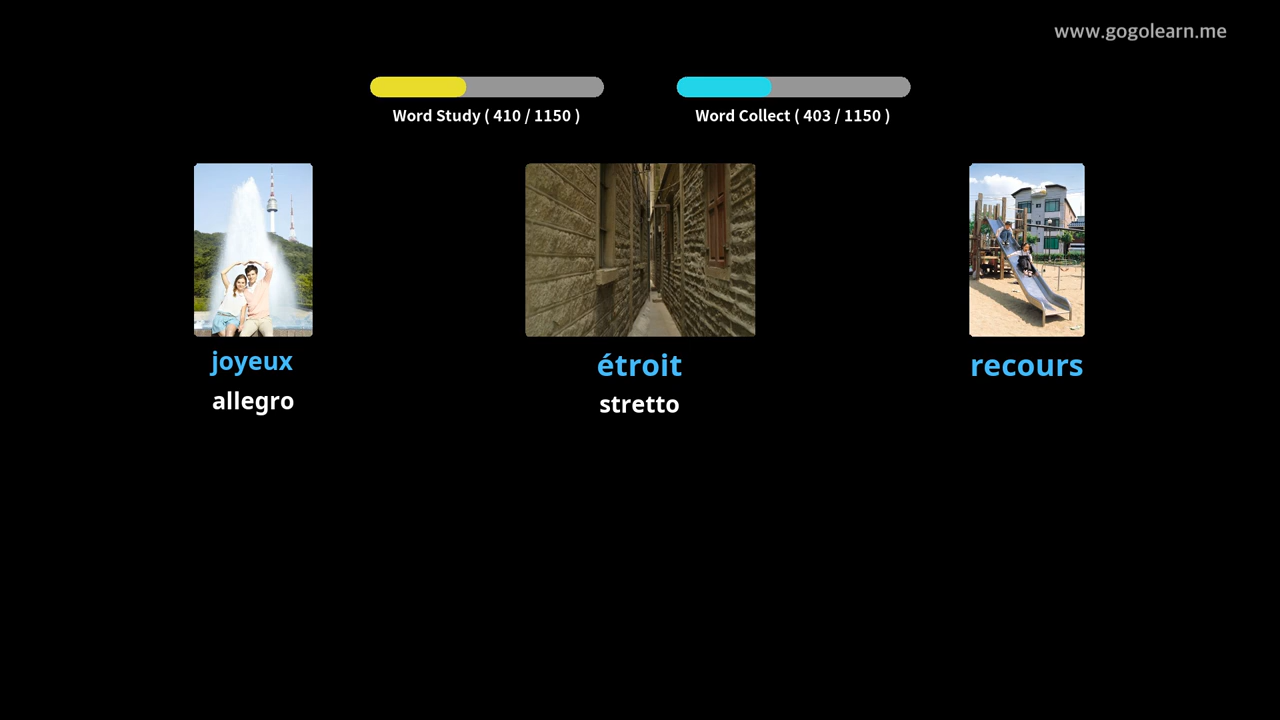 www.gogolearn.me
Word Study ( 410 / 1150 )
Word Collect ( 403 / 1150 )
joyeux
allegro
étroit
stretto
recours